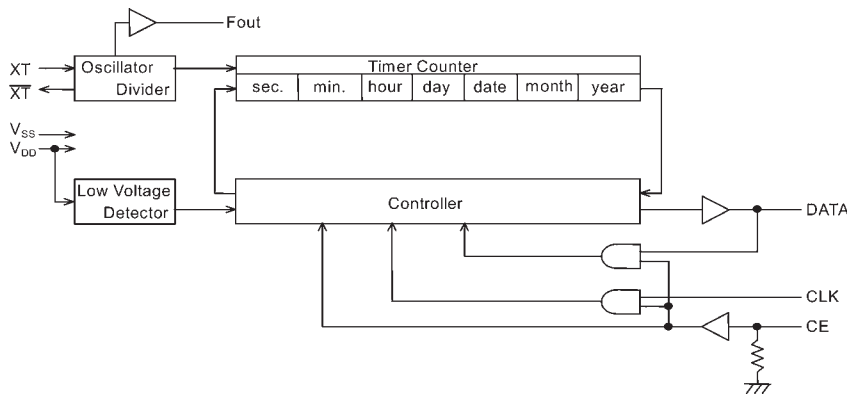 Fout
XT
Oscillator
Divider
X̅T̅
Timer Counter
sec. min. hour day date month year
VSS
VDD
Low Voltage
Detector
Controller
DATA
CLK
CE